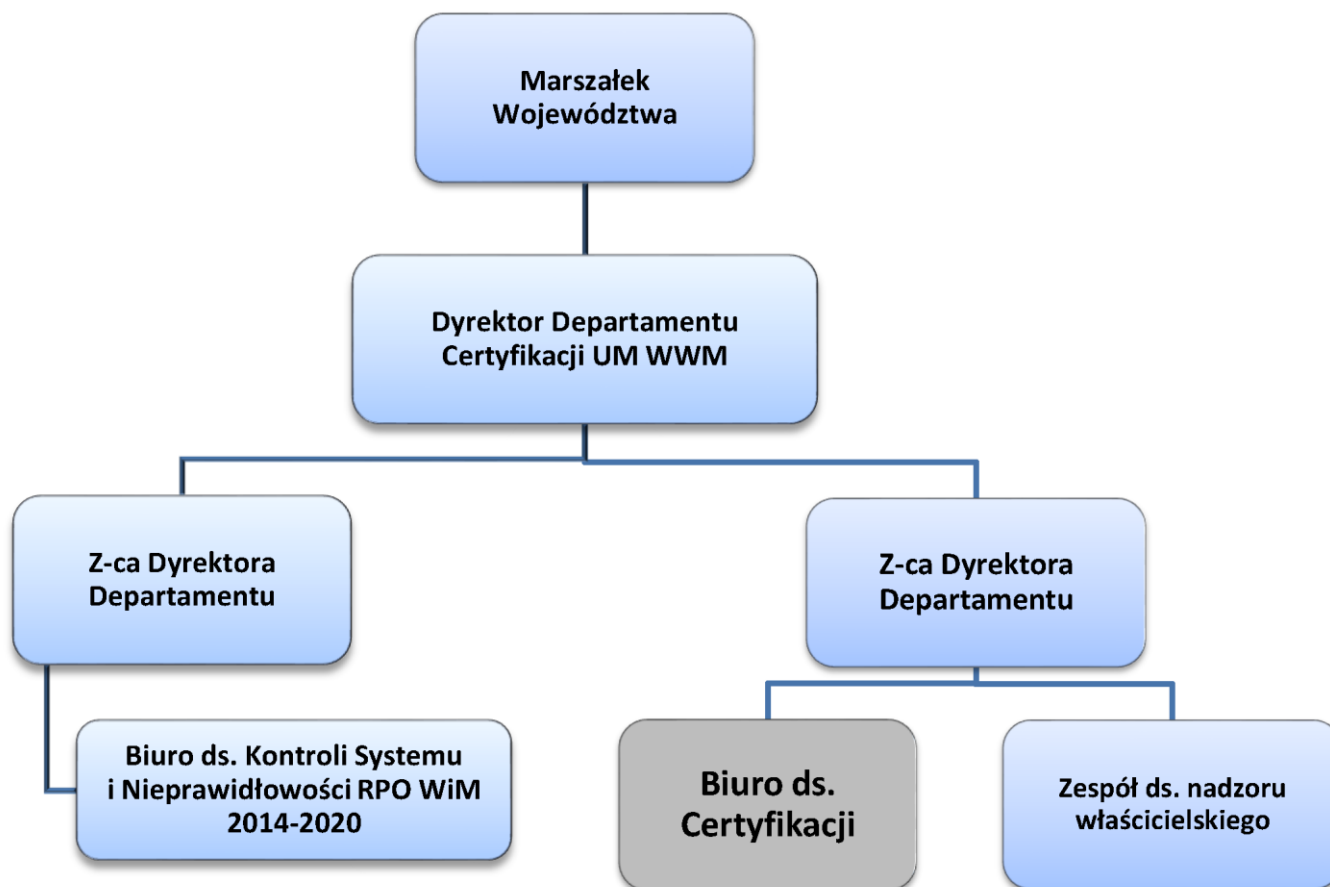 Marszałek
Województwa
Dyrektor Departamentu
Certyfikacji UM WWM
Z-ca Dyrektora
Departamentu
Z-ca Dyrektora
Departamentu
Biuro ds. Kontroli Systemu
i Nieprawidłowości RPO WiM
2014-2020
Biuro ds.
Certyfikacji
Zespół ds. nadzoru
właścicielskiego